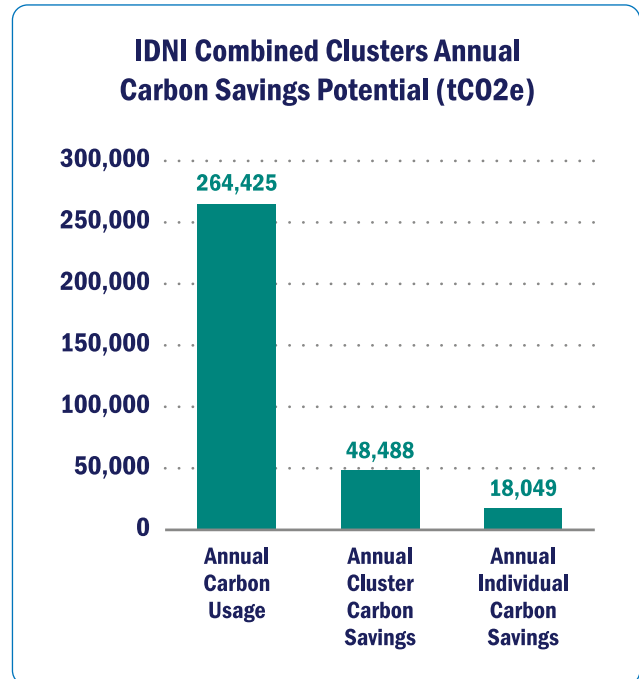 IDNI Combined Clusters Annual
Carbon Savings Potential (tCO2e)
300,000
264,425
250,000
200,000
150,000
100,000
48,488
50,000
18,049
0
Annual
Carbon
Usage
Annual
Cluster
Carbon
Savings
Annual
Individual
Carbon
Savings